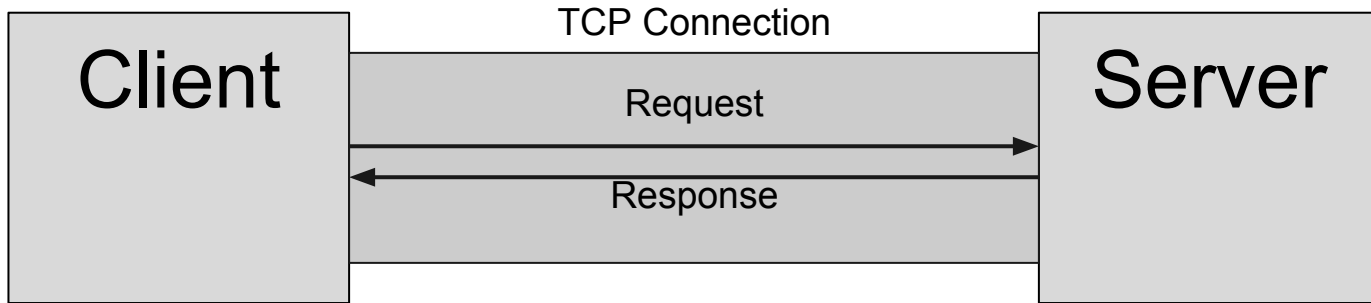 TCP Connection
Client
Server
Request
Response